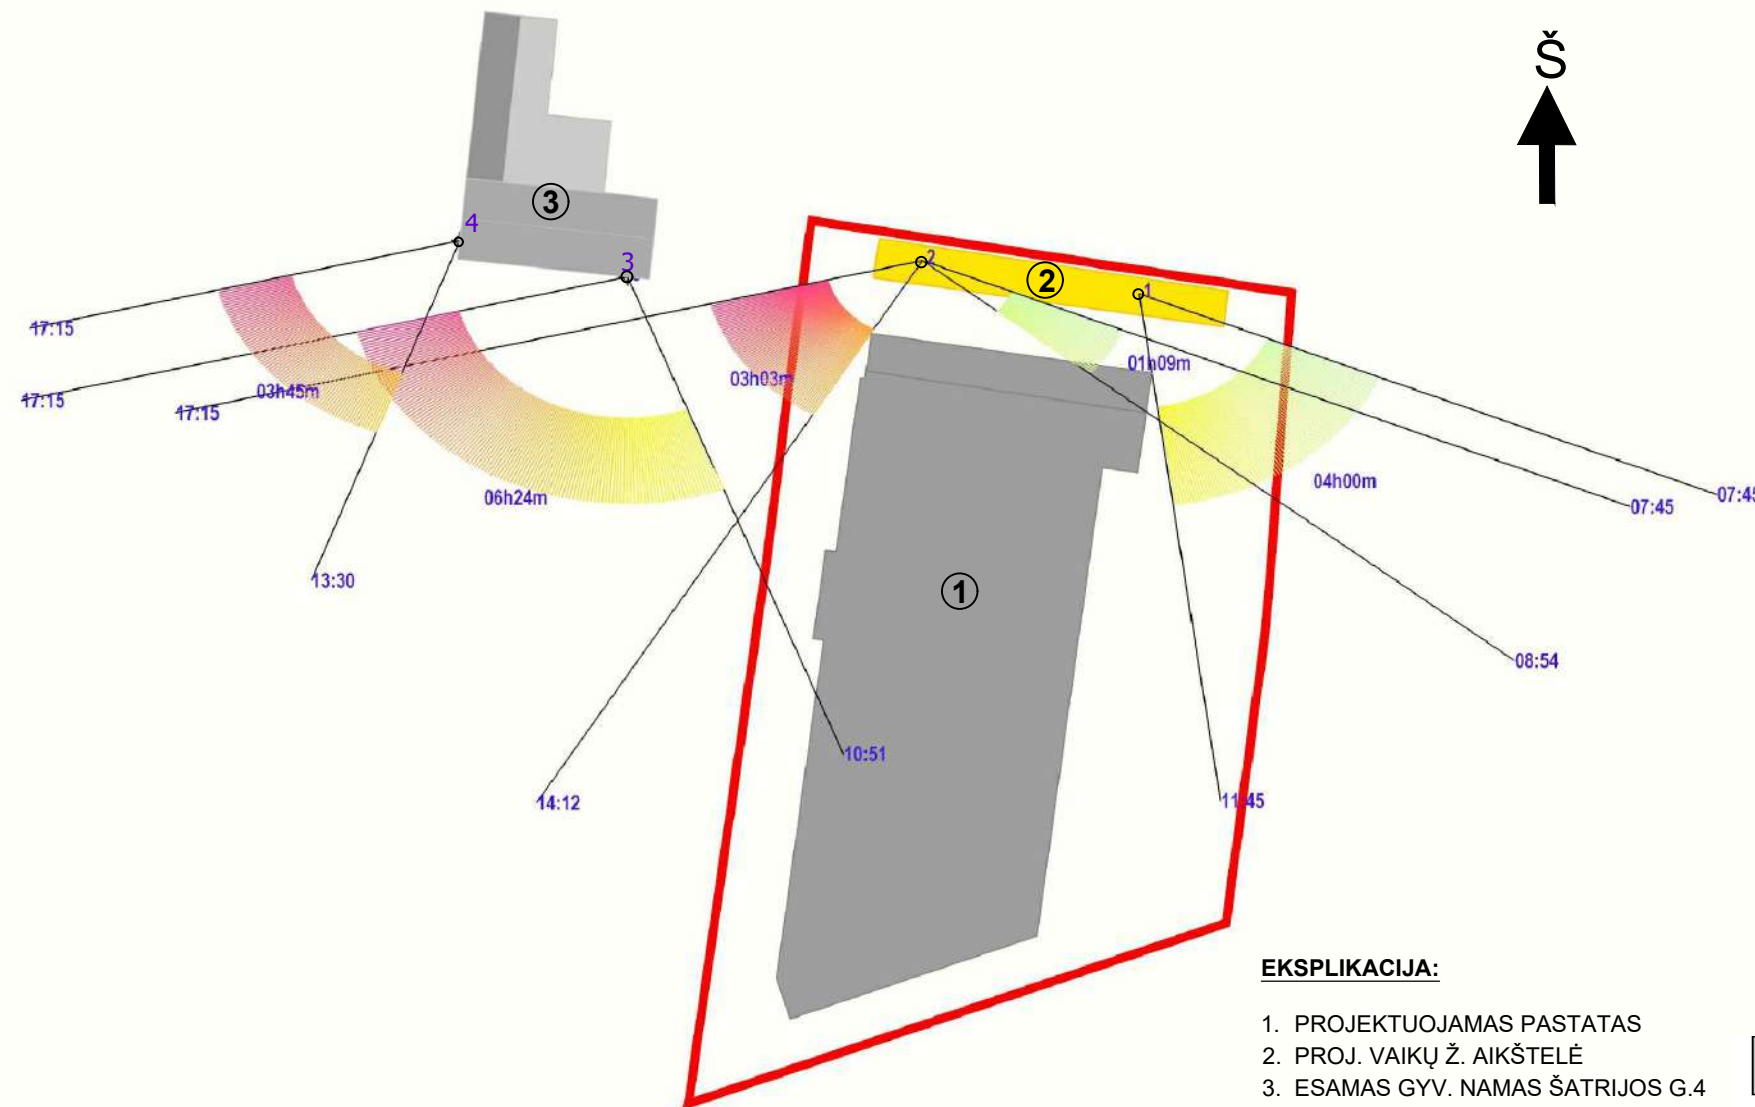 Š
3
4
3
2
2
1
17:15
17:15
17:15
03h45m
03h03m
01h09m
06h24m
04h00m
07:45
07:45
13:30
1
08:54
10:51
14:12
11:45
EKSPLIKACIJA:
1. PROJEKTUOJAMAS PASTATAS
2. PROJ. VAIKŲ Ž. AIKŠTELĖ
3. ESAMAS GYV. NAMAS ŠATRIJOS G.4